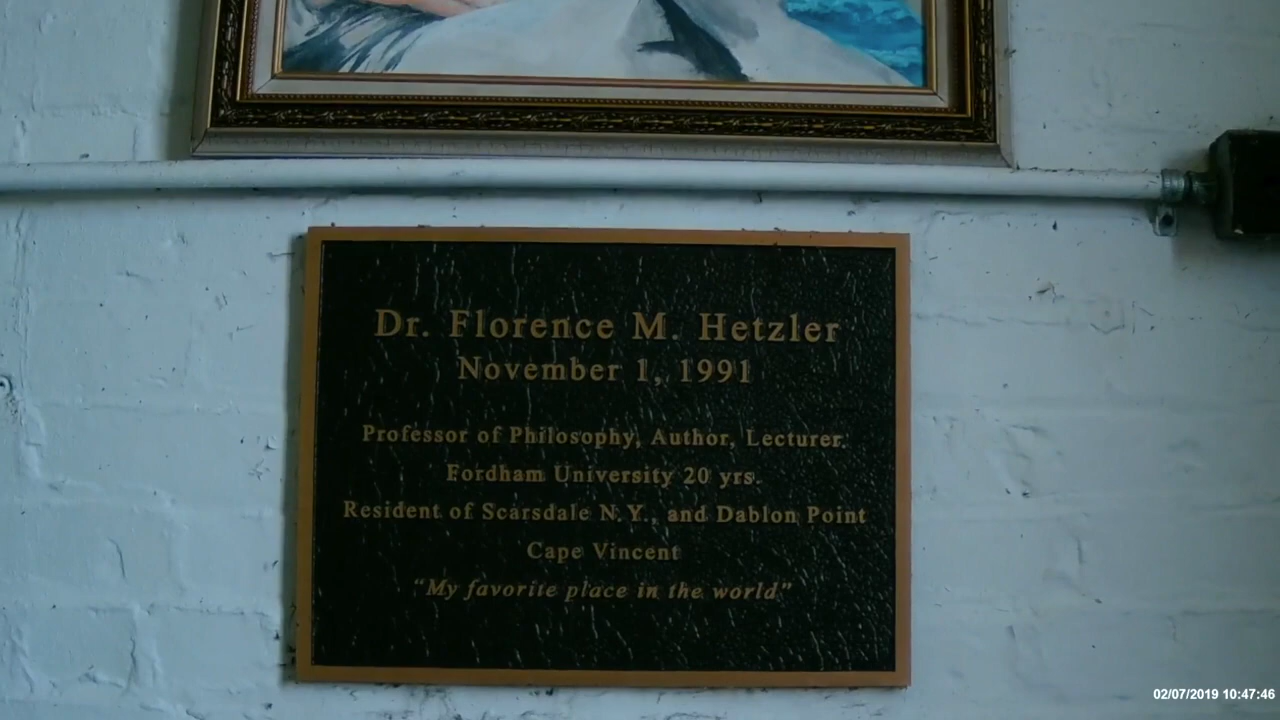 Dr. Florence M. Hetzler
November 1, 1991
Professor of Philosophy, Author, Lecturer.
Fordham University 20 yrs.
Resident of Scarsdale N.Y., and Dablon Point
Cape Vincent
"My favorite place in the world"
02/07/2019 10:47:46